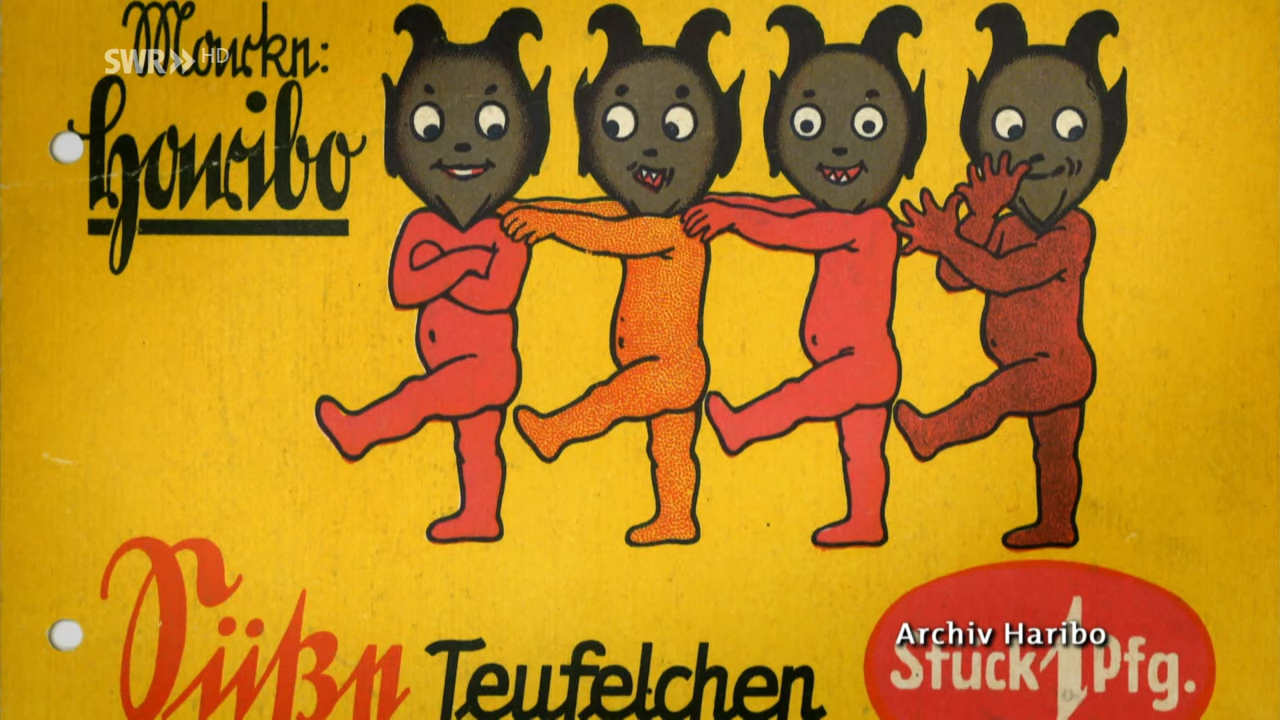 SWR» HD
Marke:
Haribo
Süße Teufelchen
Archiv Haribo
Stück 1 Pfg.